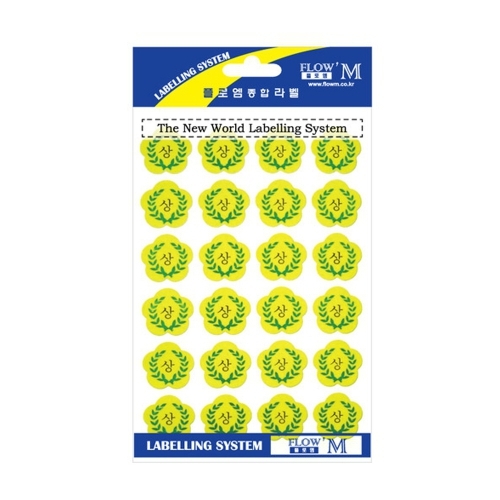 LABELLING SYSTEM
FLOW'M
플로엠
www.flowm.co.kr
플로엠종합라벨
The New World Labelling System
상 상 상 상
상 상 상 상
상 상 상 상
상 상 상 상
상 상 상 상
상 상 상 상
LABELLING SYSTEM
FLOW'M
플로엠